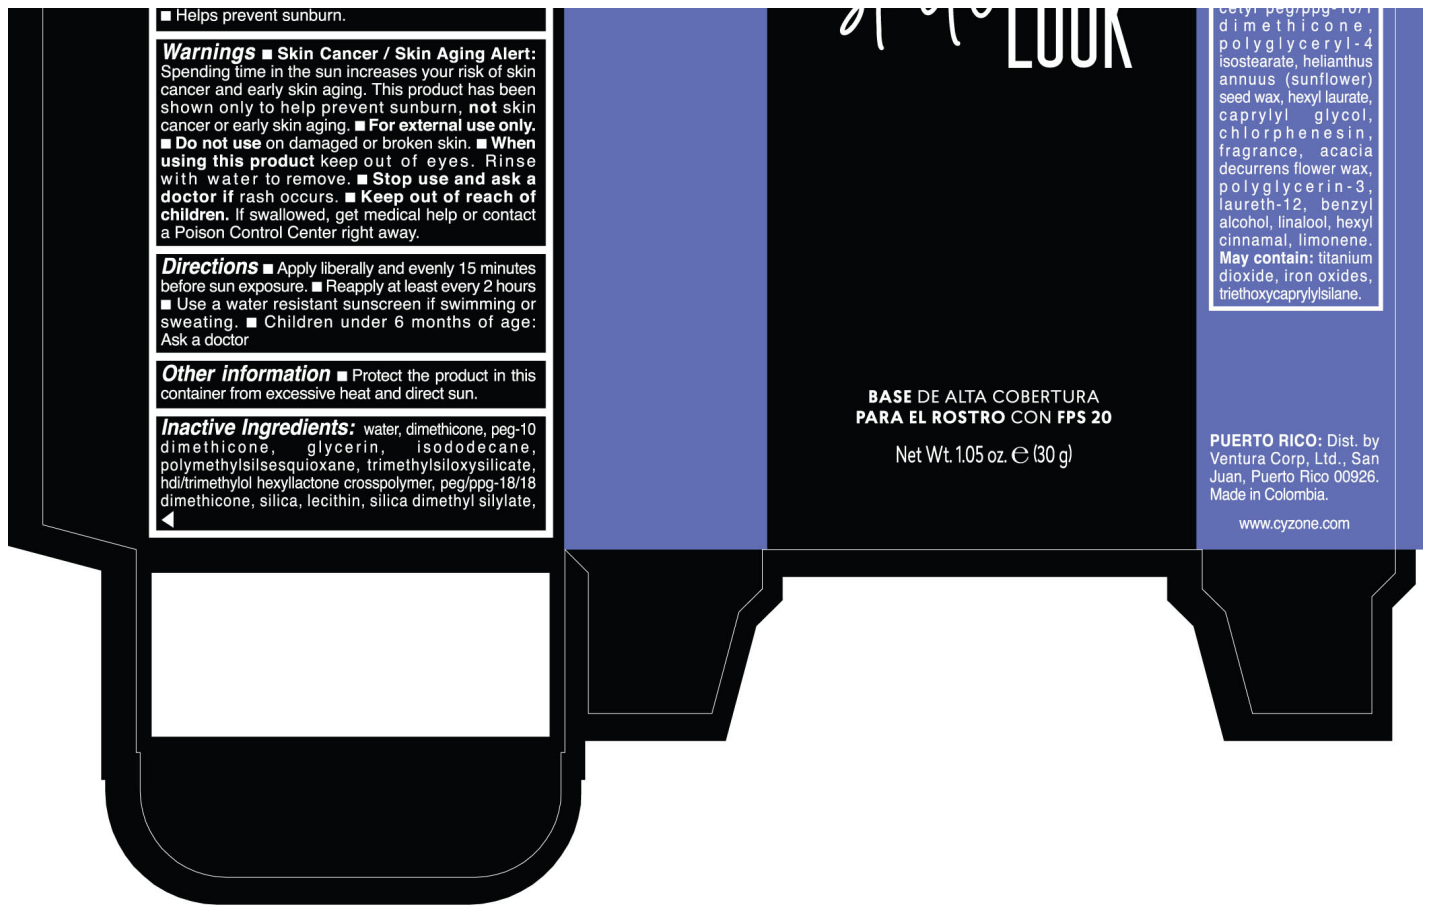 ■ Helps prevent sunburn.
Warnings ■ Skin Cancer / Skin Aging Alert:
Spending time in the sun increases your risk of skin
cancer and early skin aging. This product has been
shown only to help prevent sunburn, not skin
cancer or early skin aging. ■ For external use only.
■ Do not use on damaged or broken skin. ■ When
using this product keep out of eyes. Rinse
with water to remove. ■ Stop use and ask a
doctor if rash occurs. ■ Keep out of reach of
children. If swallowed, get medical help or contact
a Poison Control Center right away.
Directions ■ Apply liberally and evenly 15 minutes
before sun exposure. ■ Reapply at least every 2 hours
■ Use a water resistant sunscreen if swimming or
sweating. ■ Children under 6 months of age:
Ask a doctor
Other information ■ Protect the product in this
container from excessive heat and direct sun.
Inactive Ingredients: water, dimethicone, peg-10
dimethicone, glycerin, isododecane,
polymethylsilsesquioxane, trimethylsiloxysilicate,
hdi/trimethylol hexyllactone crosspolymer, peg/ppg-18/18
dimethicone, silica, lecithin, silica dimethyl silylate,
LOOK
BASE DE ALTA COBERTURA
PARA EL ROSTRO CON FPS 20
Net Wt. 1.05 oz. ℮ (30 g)
cetyl peg/ppg-10/1
dimethicone,
polyglyceryl-4
isostearate, helianthus
annuus (sunflower)
seed wax, hexyl laurate,
caprylyl glycol,
chlorphenesin,
fragrance, acacia
decurrens flower wax,
polyglycerin-3,
laureth-12, benzyl
alcohol, linalool, hexyl
cinnamal, limonene.
May contain: titanium
dioxide, iron oxides,
triethoxycaprylylsilane.
PUERTO RICO: Dist. by
Ventura Corp, Ltd., San
Juan, Puerto Rico 00926.
Made in Colombia.
www.cyzone.com